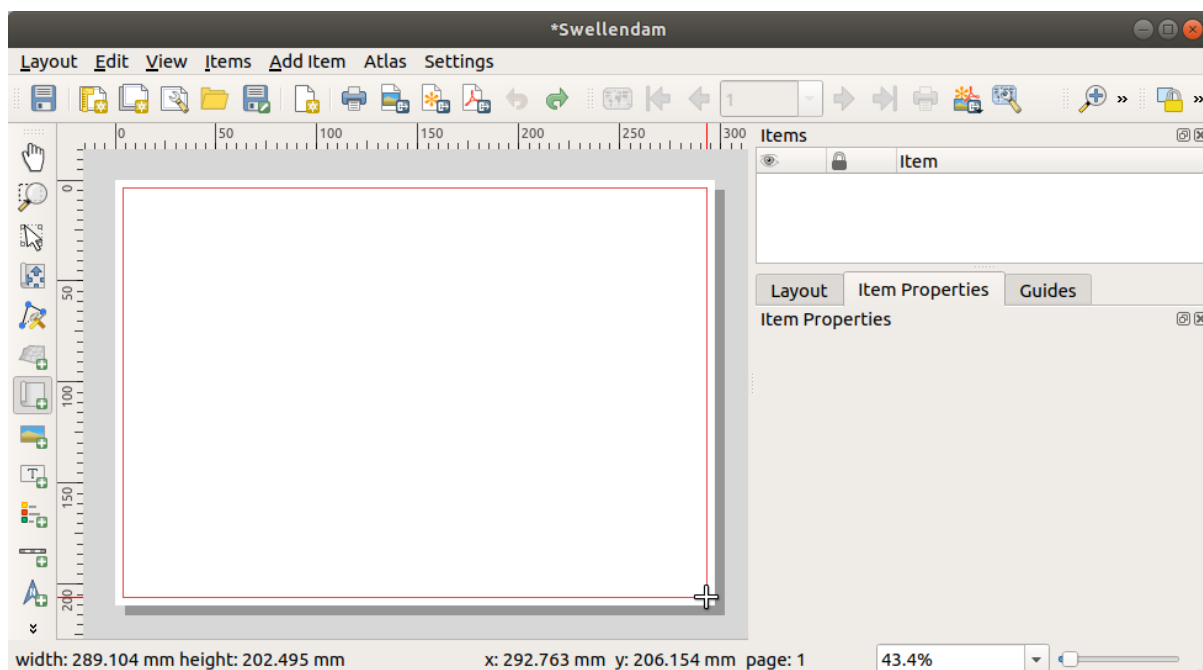 *Swellendam
Layout Edit View Items Add Item Atlas Settings
1 » »
0 50 100 150 200 250 300
Items
Item
0
50
100
150
200
Layout Item Properties Guides
Item Properties
width: 289.104 mm height: 202.495 mm x: 292.763 mm y: 206.154 mm page: 1 43.4%